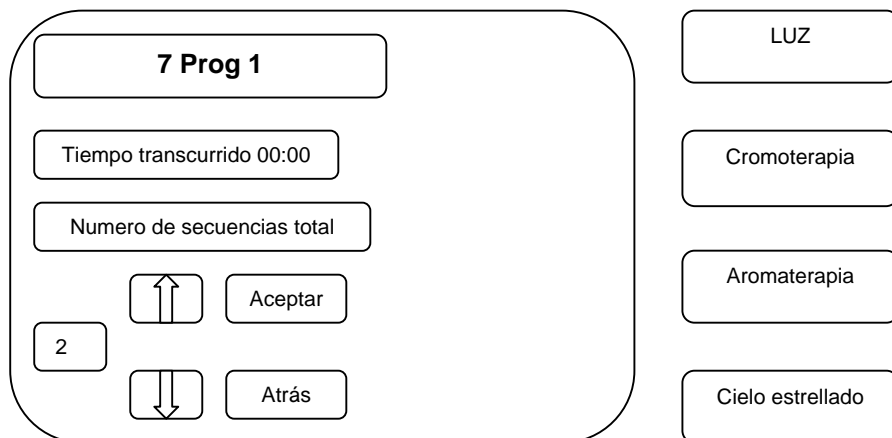 7 Prog 1
Tiempo transcurrido 00:00
Numero de secuencias total
Aceptar
2
Atrás
LUZ
Cromoterapia
Aromaterapia
Cielo estrellado